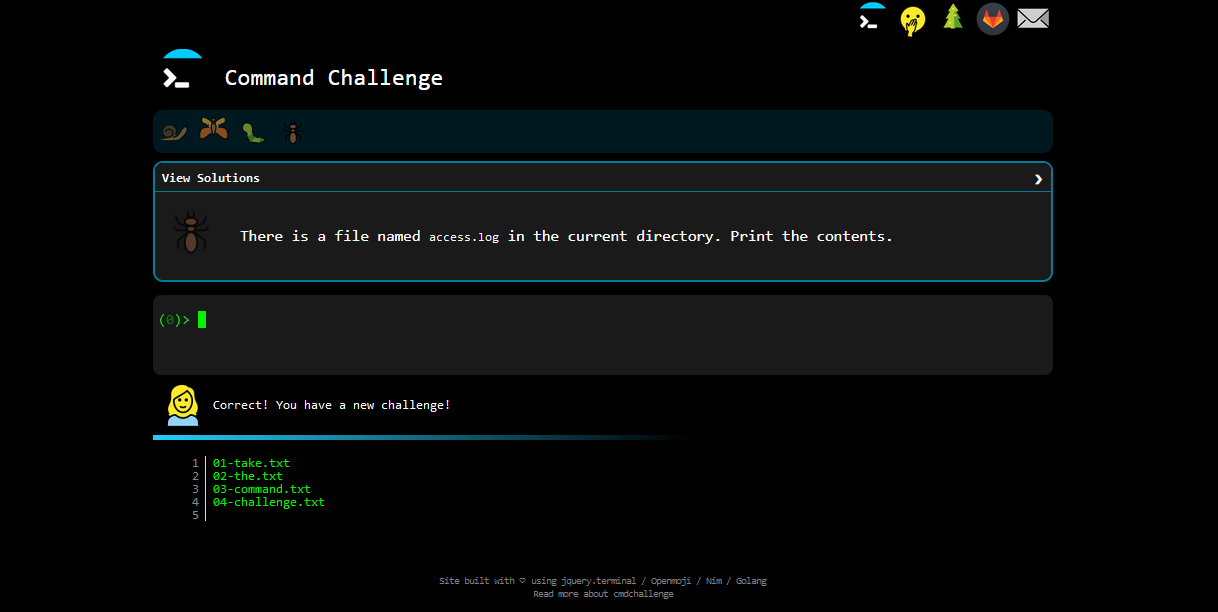 Command Challenge
View Solutions
There is a file named access.log in the current directory. Print the contents.
(0)>
Correct! You have a new challenge!
1 01-take.txt
2 02-the.txt
3 03-command.txt
4 04-challenge.txt
5
Site built with ♡ using jquery.terminal / Openmoji / Nim / Golang
Read more about cmdchallenge